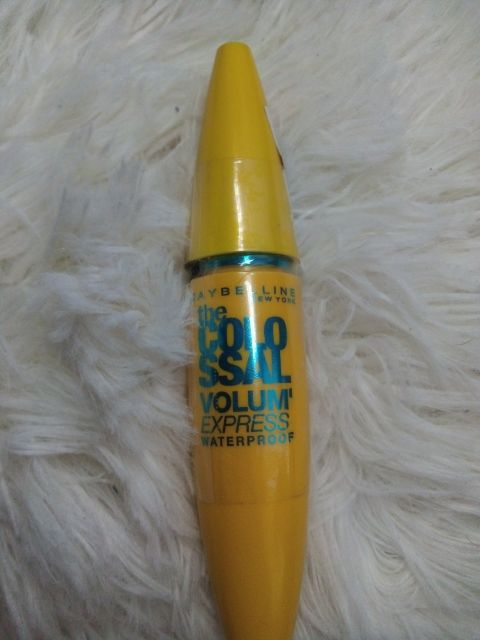 MAYBELLINE
NEW YORK
the
COLO
SSAL
VOLUM'
EXPRESS
WATERPROOF